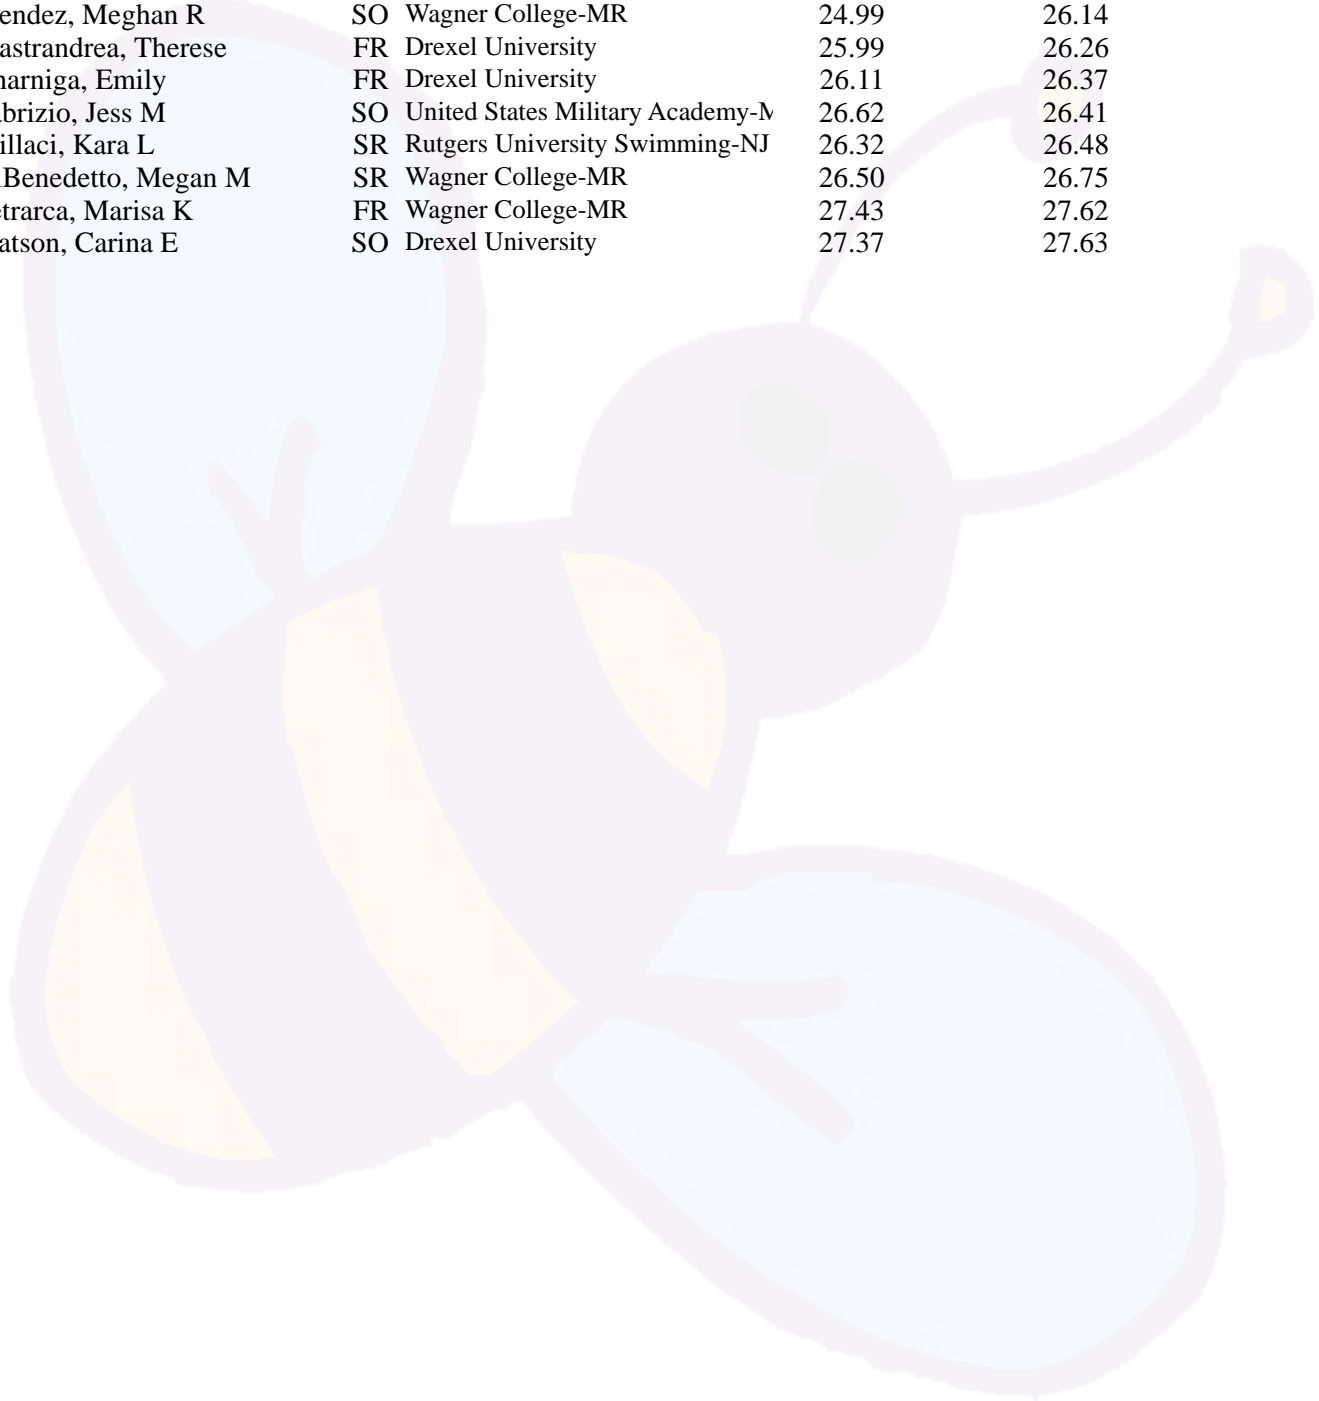 endez, Meghan R SO Wagner College-MR 24.99 26.14
astrandrea, Therese FR Drexel University 25.99 26.26
harniga, Emily FR Drexel University 26.11 26.37
abrizio, Jess M SO United States Military Academy-M 26.62 26.41
illaci, Kara L SR Rutgers University Swimming-NJ 26.32 26.48
Benedetto, Megan M SR Wagner College-MR 26.50 26.75
etrarca, Marisa K FR Wagner College-MR 27.43 27.62
atson, Carina E SO Drexel University 27.37 27.63